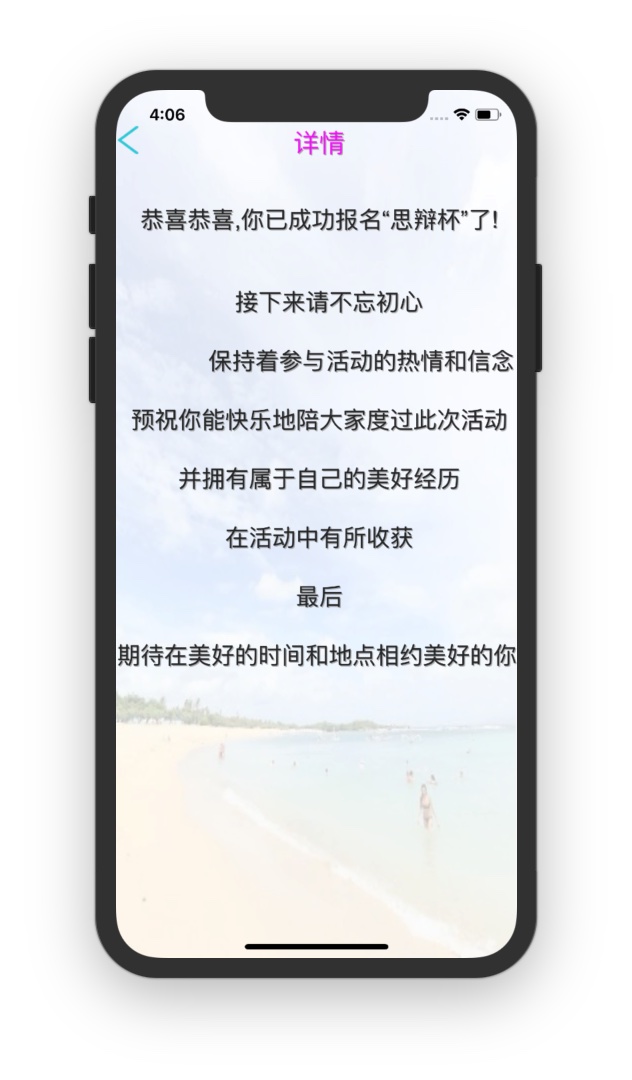 4:06
详情
恭喜恭喜,你已成功报名“思辩杯”了!
接下来请不忘初心
保持着参与活动的热情和信念
预祝你能快乐地陪大家度过此次活动
并拥有属于自己的美好经历
在活动中有所收获
最后
期待在美好的时间和地点相约美好的你